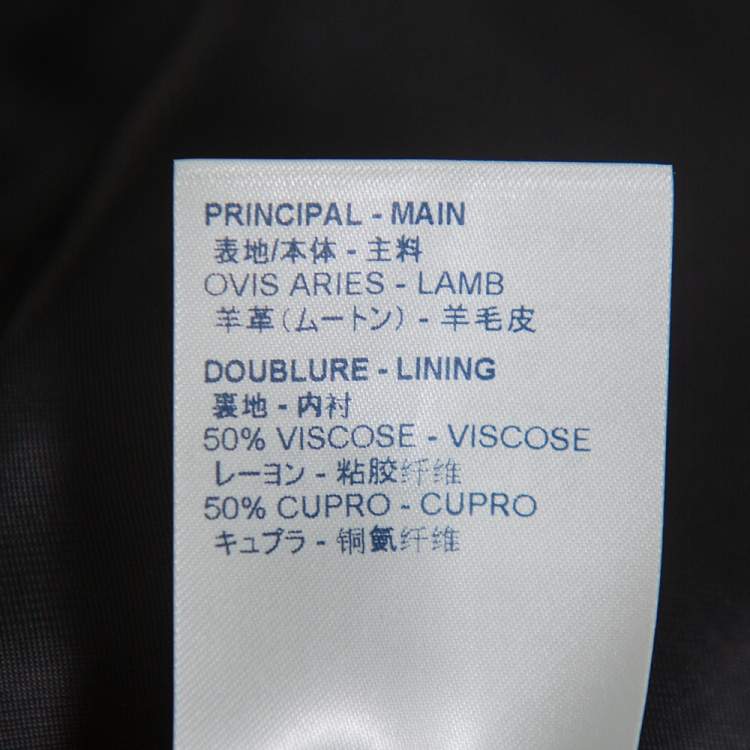 PRINCIPAL - MAIN
表地/本体 - 主料
OVIS ARIES - LAMB
羊革(ムートン) - 羊毛皮
DOUBLURE - LINING
裏地 - 内衬
50% VISCOSE - VISCOSE
レーヨン - 粘胶纤维
50% CUPRO - CUPRO
キュプラ - 铜氨纤维